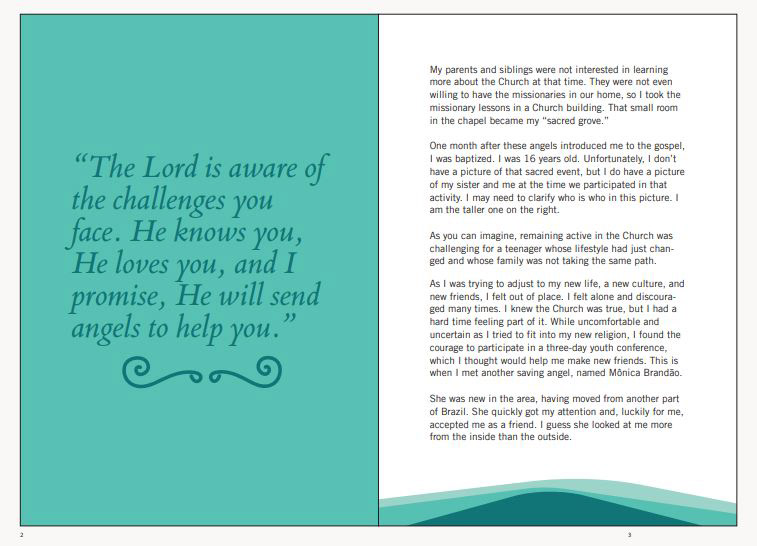 “The Lord is aware of
the challenges you
face. He knows you,
He loves you, and I
promise, He will send
angels to help you.”
2
My parents and siblings were not interested in learning
more about the Church at that time. They were not even
willing to have the missionaries in our home, so I took the
missionary lessons in a Church building. That small room
in the chapel became my “sacred grove.”
One month after these angels introduced me to the gospel,
I was baptized. I was 16 years old. Unfortunately, I don’t
have a picture of that sacred event, but I do have a picture
of my sister and me at the time we participated in that
activity. I may need to clarify who is who in this picture. I
am the taller one on the right.
As you can imagine, remaining active in the Church was
challenging for a teenager whose lifestyle had just chan-
ged and whose family was not taking the same path.
As I was trying to adjust to my new life, a new culture, and
new friends, I felt out of place. I felt alone and discoura-
ged many times. I knew the Church was true, but I had a
hard time feeling part of it. While uncomfortable and
uncertain as I tried to fit into my new religion, I found the
courage to participate in a three-day youth conference,
which I thought would help me make new friends. This is
when I met another saving angel, named Mônica Brandão.
She was new in the area, having moved from another part
of Brazil. She quickly got my attention and, luckily for me,
accepted me as a friend. I guess she looked at me more
from the inside than the outside.
3